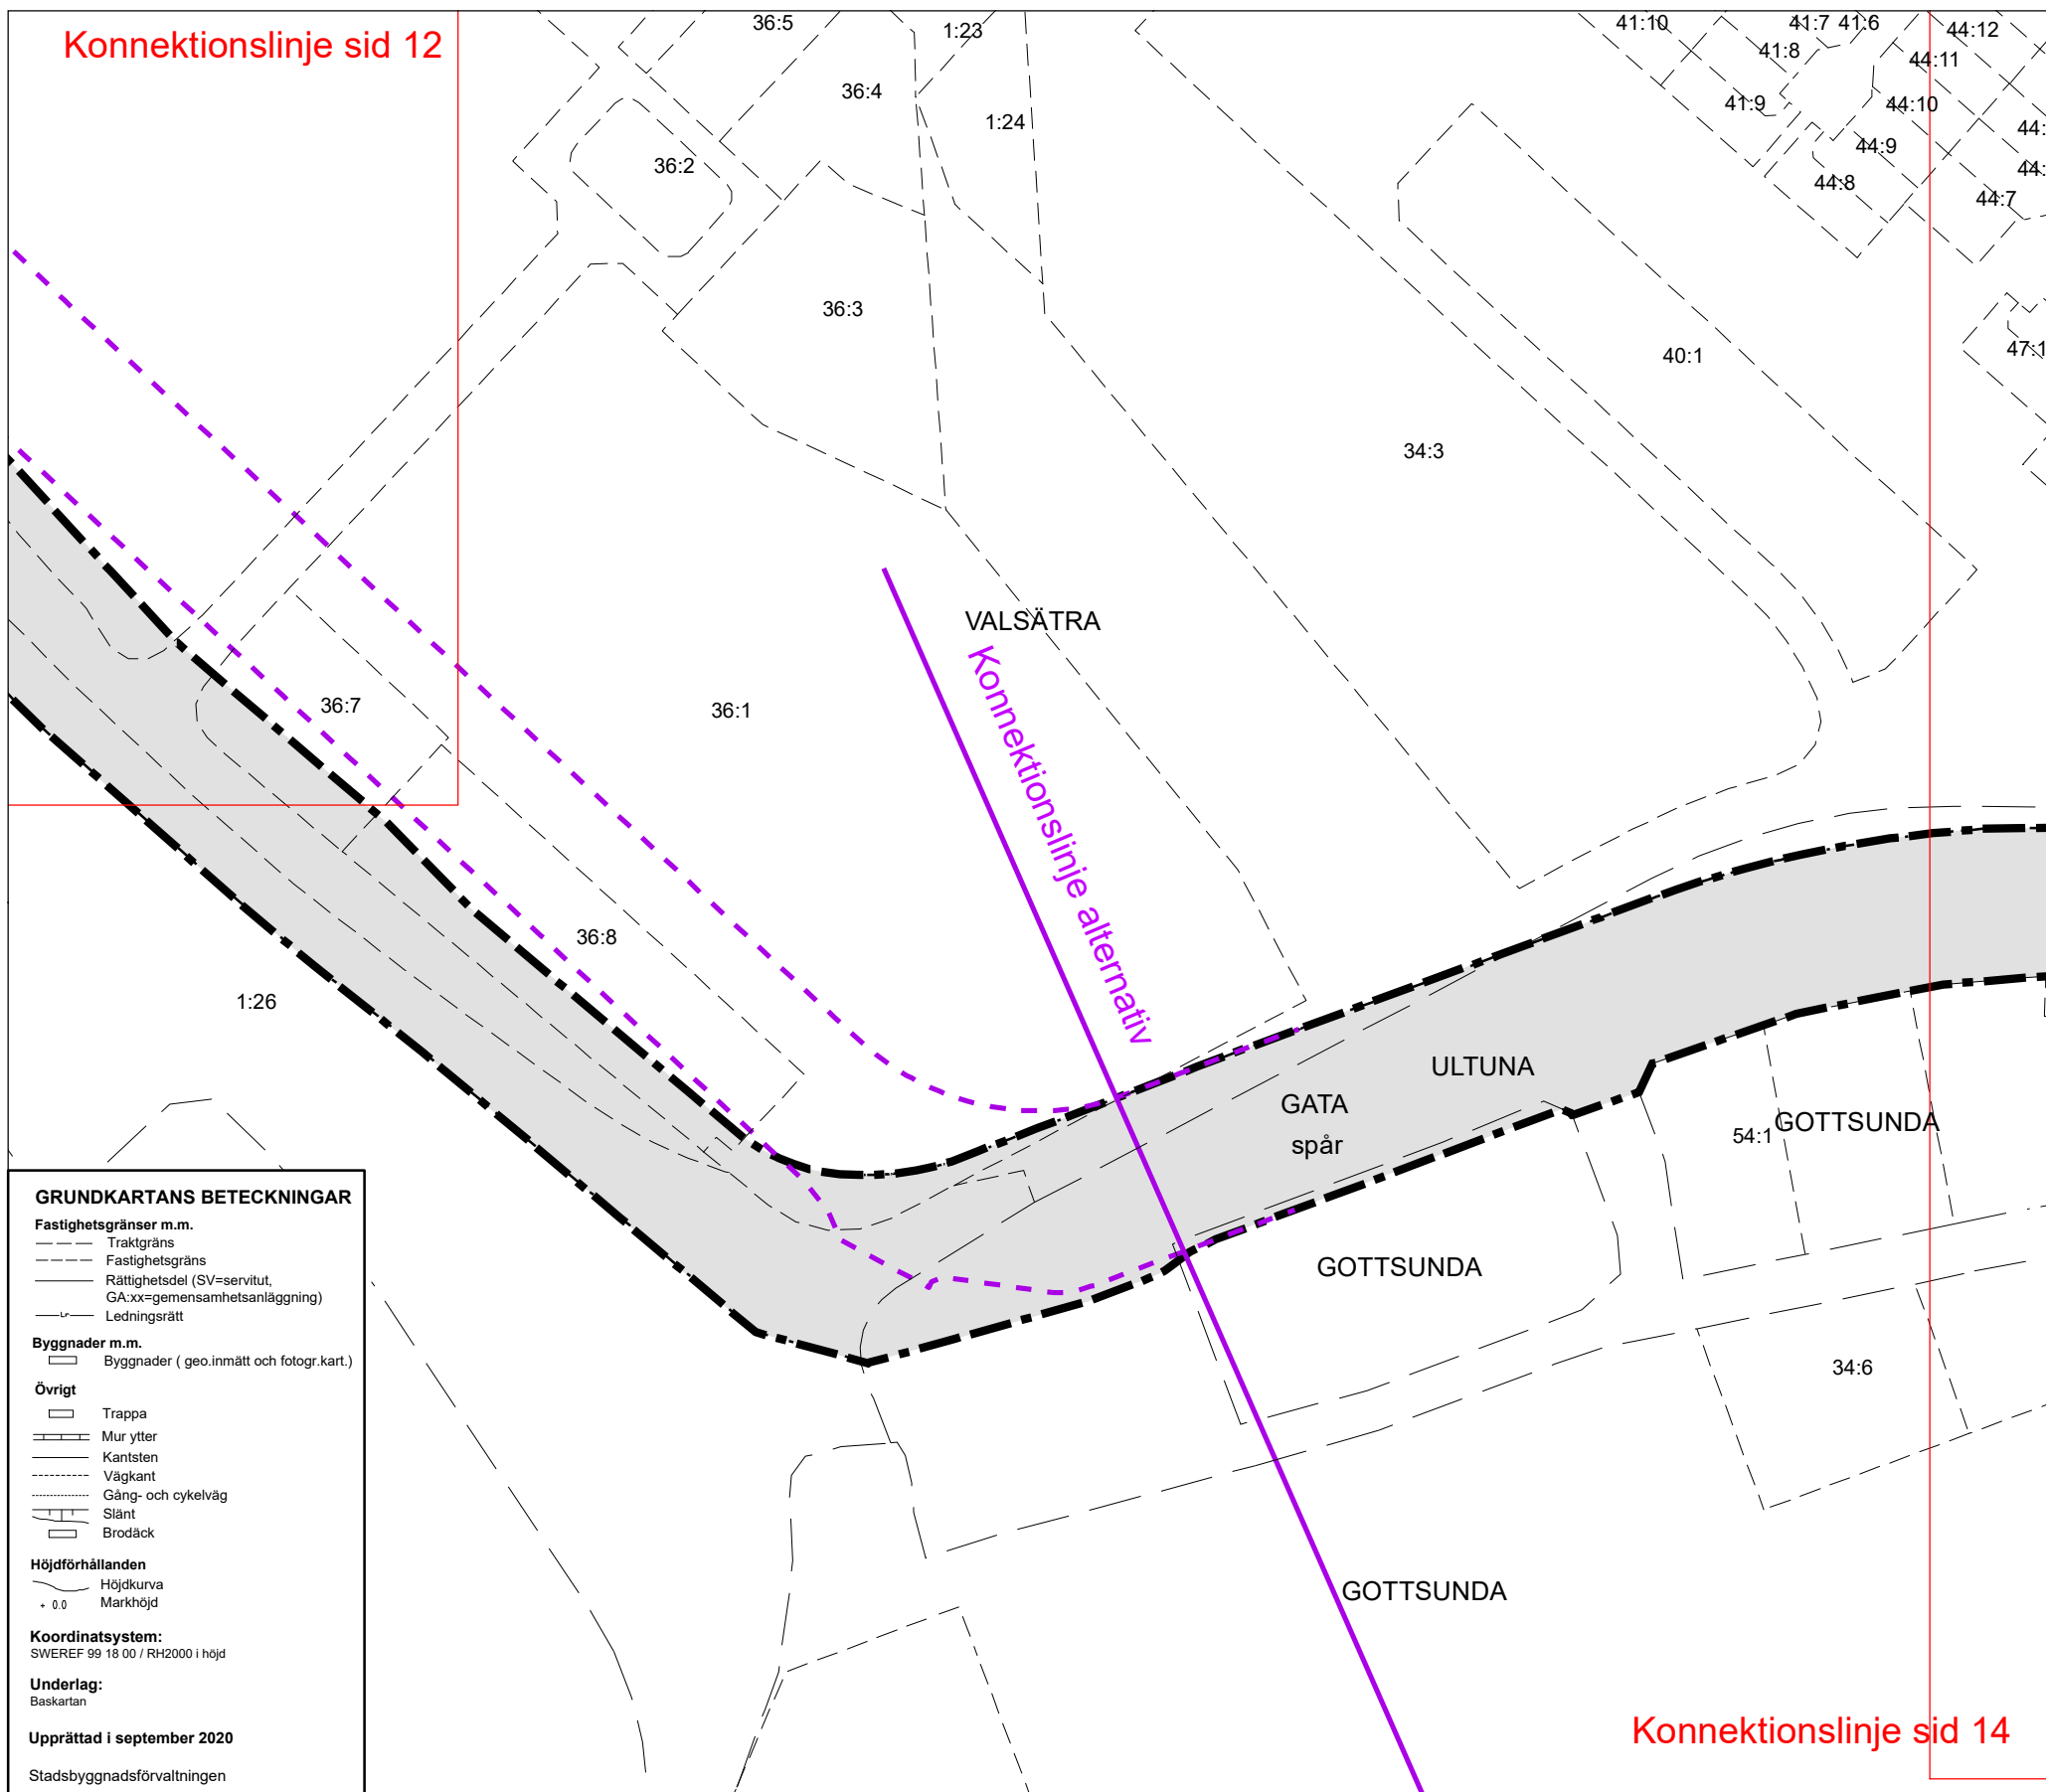 Konnektionslinje sid 12
36:5
1:23
41:10
41:7
41:6
44:12
41:8
44:11
36:4
41:9
44:10
1:24
44:
44:9
36:2
44:
44:8
44:7
36:3
47:1
40:1
34:3
VALSÄTRA
36:7
36:1
Konnektionslinje alternativ
36:8
1:26
ULTUNA
GATA
spår
54:1
GOTTSUNDA
GOTTSUNDA
34:6
GOTTSUNDA
Konnektionslinje sid 14
GRUNDKARTANS BETECKNINGAR
Fastighetsgränser m.m.
Traktgräns
Fastighetsgräns
Rättighetsdel (SV=servitut,
GA:xx=gemensamhetsanläggning)
Lr Ledningsrätt
Byggnader m.m.
Byggnader ( geo.inmätt och fotogr.kart.)
Övrigt
Trappa
Mur ytter
Kantsten
Vägkant
Gång- och cykelväg
Slänt
Brodäck
Höjdförhållanden
Höjdkurva
+ 0.0 Markhöjd
Koordinatsystem:
SWEREF 99 18 00 / RH2000 i höjd
Underlag:
Baskartan
Upprättad i september 2020
Stadsbyggnadsförvaltningen